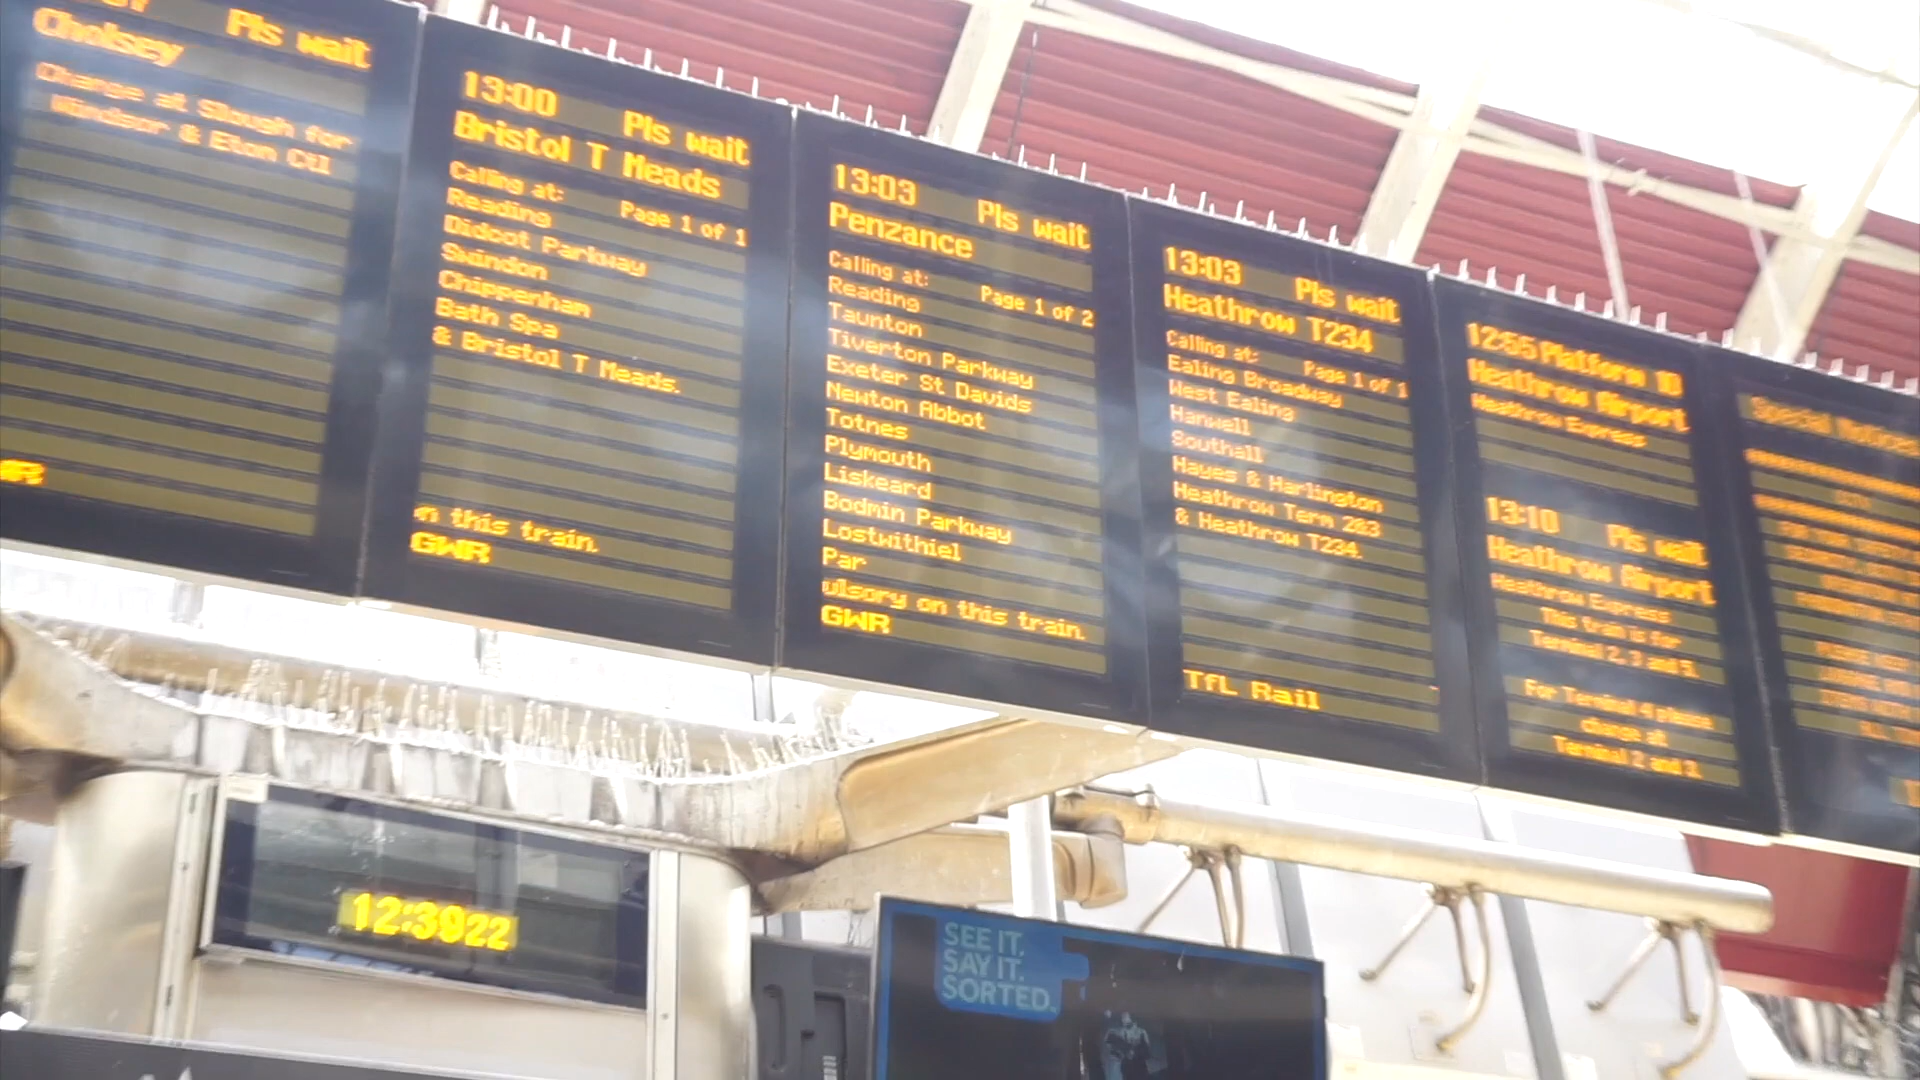 Pls wait
Cholsey
Change at Slough for
Windsor & Eton Ctl
13:00 Pls wait
Bristol T Meads
Calling at:
Page 1 of 1
Reading
Didcot Parkway
Swindon
Chippenham
Bath Spa
& Bristol T Meads.
on this train.
GWR
13:03 Pls wait
Penzance
Calling at:
Page 1 of 2
Reading
Taunton
Tiverton Parkway
Exeter St Davids
Newton Abbot
Totnes
Plymouth
Liskeard
Bodmin Parkway
Lostwithiel
Par
ulsory on this train.
GWR
13:03 Pls wait
Heathrow T234
Calling at:
Page 1 of 1
Ealing Broadway
West Ealing
Hanwell
Southall
Hayes & Harlington
Heathrow Term 2&3
& Heathrow T234.
TfL Rail
12:55 Platform 10
Heathrow Airport
Heathrow Express
13:10 Pls wait
Heathrow Airport
Heathrow Express
This train is for
Terminal 2, 3 and 5.
For Terminal 4 please
change at
Terminal 2 and 3.
Special Notices
12:39 22
SEE IT.
SAY IT.
SORTED.